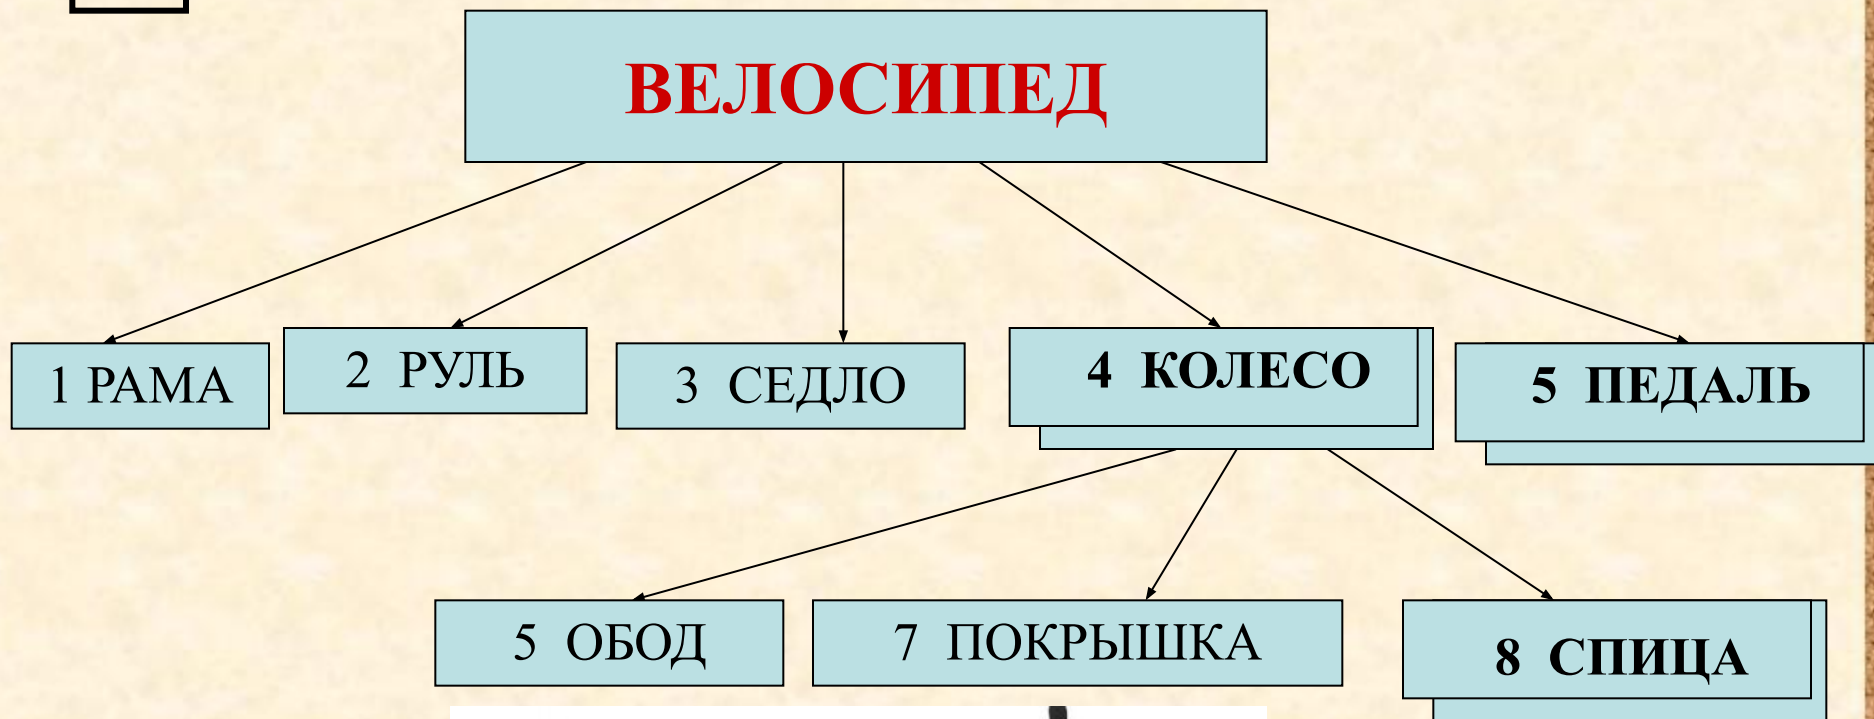 ВЕЛОСИПЕД
1 РАМА
2 РУЛЬ
3 СЕДЛО
4 КОЛЕСО
5 ПЕДАЛЬ
5 ОБОД
7 ПОКРЫШКА
8 СПИЦА